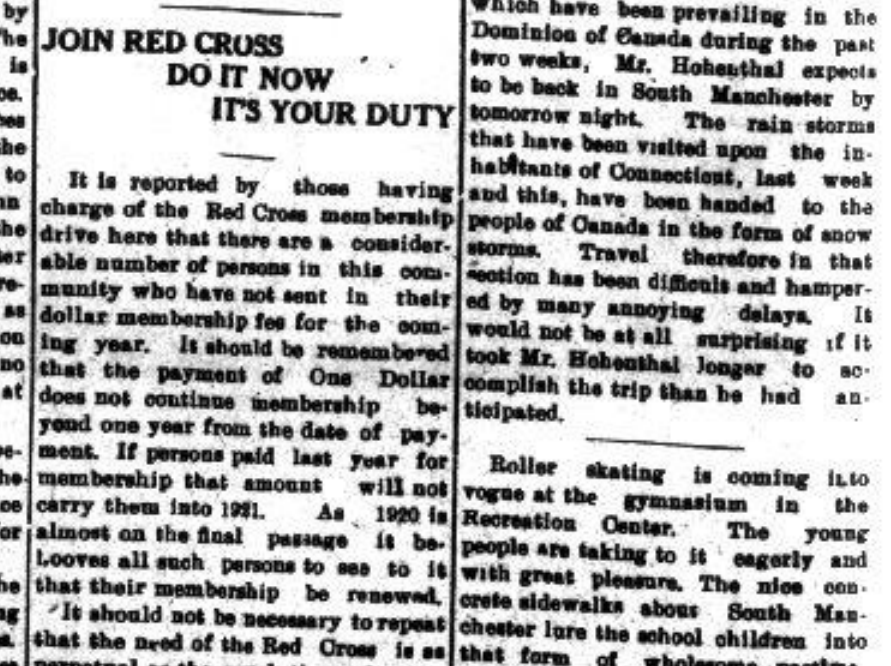 by
The
is
JOIN RED CROSS
DO IT NOW
IT'S YOUR DUTY
It is reported by those having
charge of the Red Cross membership
drive here that there are a consider-
able number of persons in this com-
munity who have not sent in their
dollar membership fee for the com-
ing year. It should be remembered
that the payment of One Dollar
does not continue membership be-
yond one year from the date of pay-
ment. If persons paid last year for
membership that amount will not
carry them into 1921. As 1920 is
almost on the final passage it be-
hooves all such persons to see to it
that their membership be renewed.
It should not be necessary to repeat
that the need of the Red Cross is as
which have been prevailing in the
Dominion of Canada during the past
two weeks, Mr. Hohenthal expects
to be back in South Manchester by
tomorrow night. The rain storms
that have been visited upon the in-
habitants of Connecticut, last week
and this, have been handed to the
people of Canada in the form of snow
storms. Travel therefore in that
section has been difficult and hamper-
ed by many annoying delays. It
would not be at all surprising if it
took Mr. Hohenthal longer to ac-
complish the trip than he had an-
ticipated.
Roller skating is coming into
vogue at the gymnasium in the
Recreation Center. The young
people are taking to it eagerly and
with great pleasure. The nice con-
crete sidewalks about South Man-
chester lure the school children into
that form of wholesome